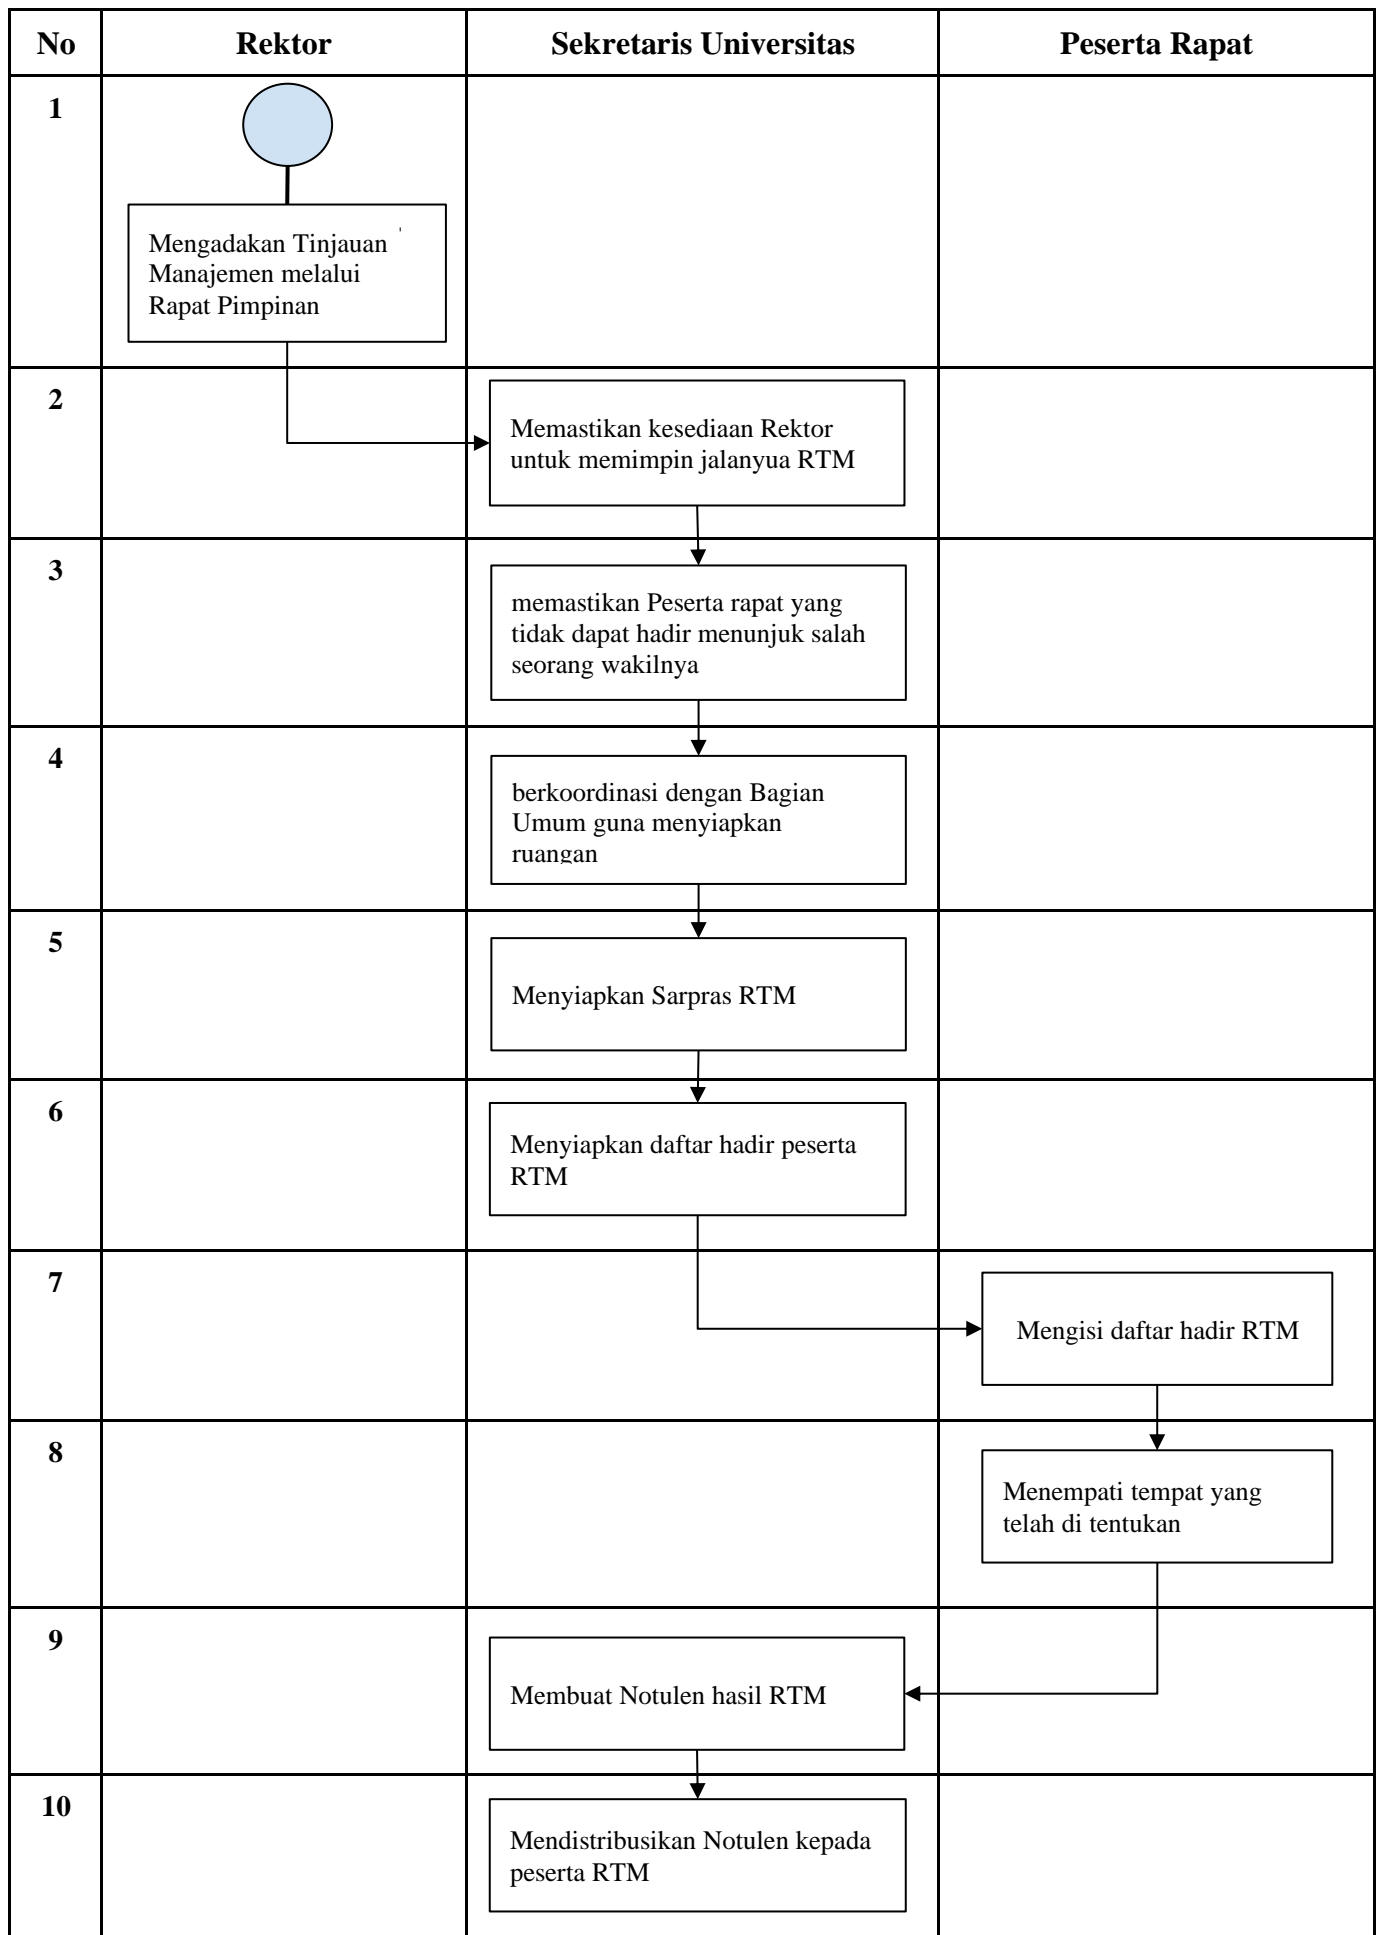 No
Rektor
Sekretaris Universitas
Peserta Rapat
1
Mengadakan Tinjauan
Manajemen melalui
Rapat Pimpinan
2
Memastikan kesediaan Rektor
untuk memimpin jalanyua RTM
3
memastikan Peserta rapat yang
tidak dapat hadir menunjuk salah
seorang wakilnya
4
berkoordinasi dengan Bagian
Umum guna menyiapkan
ruangan
5
Menyiapkan Sarpras RTM
6
Menyiapkan daftar hadir peserta
RTM
7
Mengisi daftar hadir RTM
8
Menempati tempat yang
telah di tentukan
9
Membuat Notulen hasil RTM
10
Mendistribusikan Notulen kepada
peserta RTM